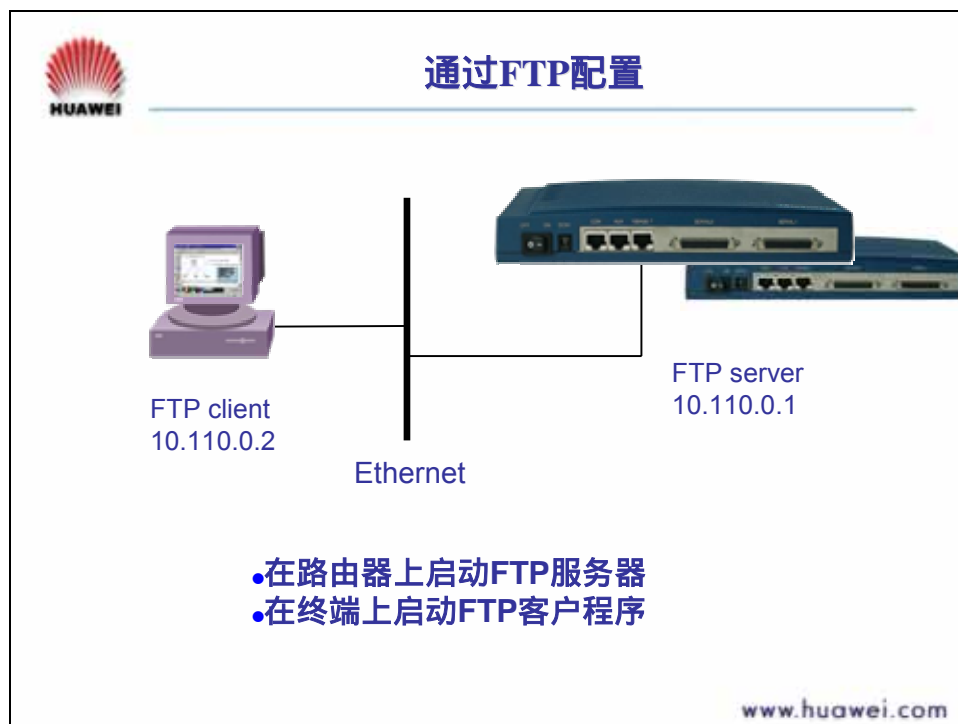 HUAWEI
通过FTP配置
FTP client
10.110.0.2
FTP server
10.110.0.1
Ethernet
●在路由器上启动FTP服务器
●在终端上启动FTP客户程序
www.huawei.com